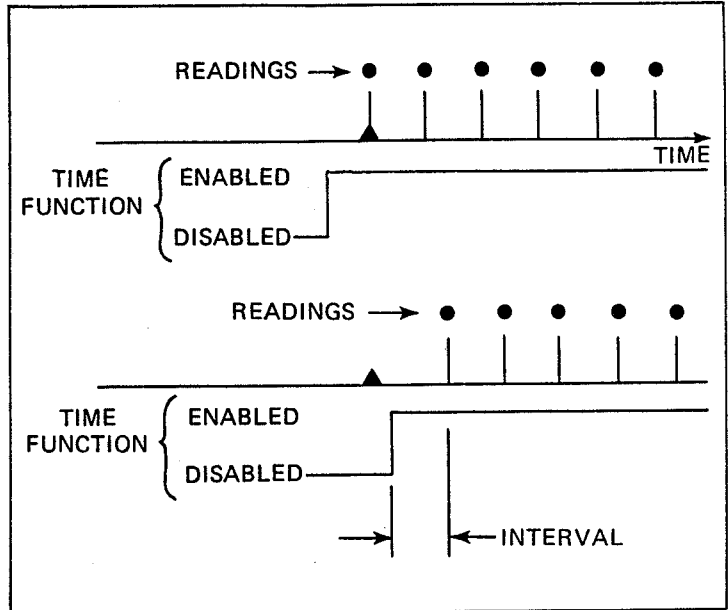 READINGS
TIME
TIME
FUNCTION
ENABLED
DISABLED
READINGS
TIME
FUNCTION
ENABLED
DISABLED
INTERVAL